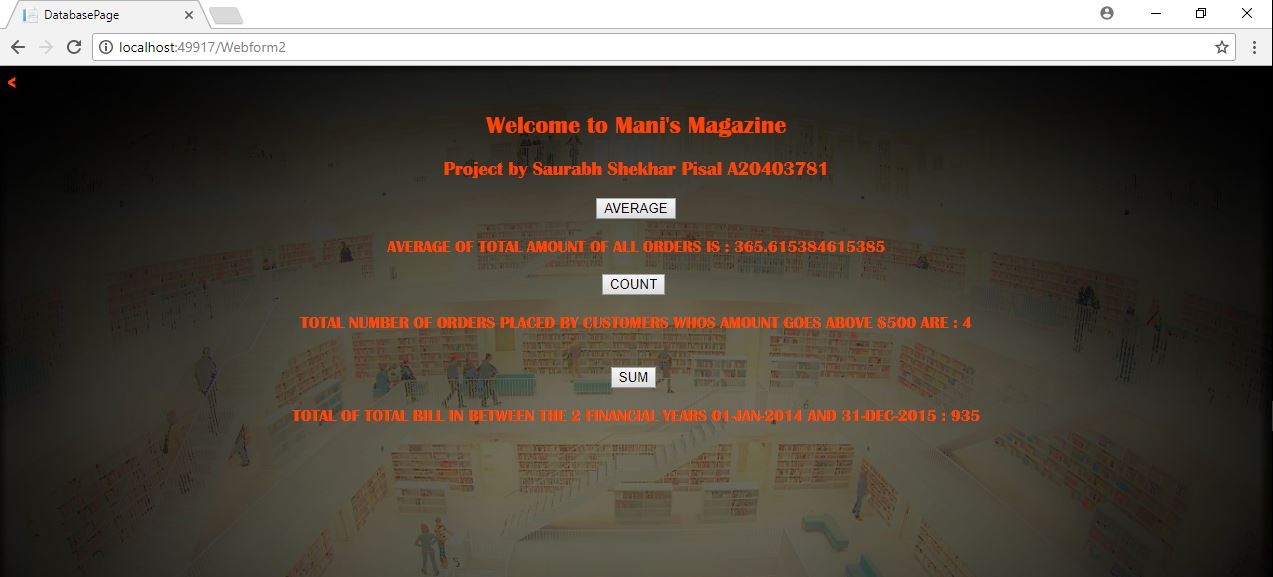 DatabasePage
localhost:49917/Webform2
<
Welcome to Mani's Magazine
Project by Saurabh Shekhar Pisal A20403781
AVERAGE
AVERAGE OF TOTAL AMOUNT OF ALL ORDERS IS : 365.615384615385
COUNT
TOTAL NUMBER OF ORDERS PLACED BY CUSTOMERS WHOS AMOUNT GOES ABOVE $500 ARE : 4
SUM
TOTAL OF TOTAL BILL IN BETWEEN THE 2 FINANCIAL YEARS 01-JAN-2014 AND 31-DEC-2015 : 935